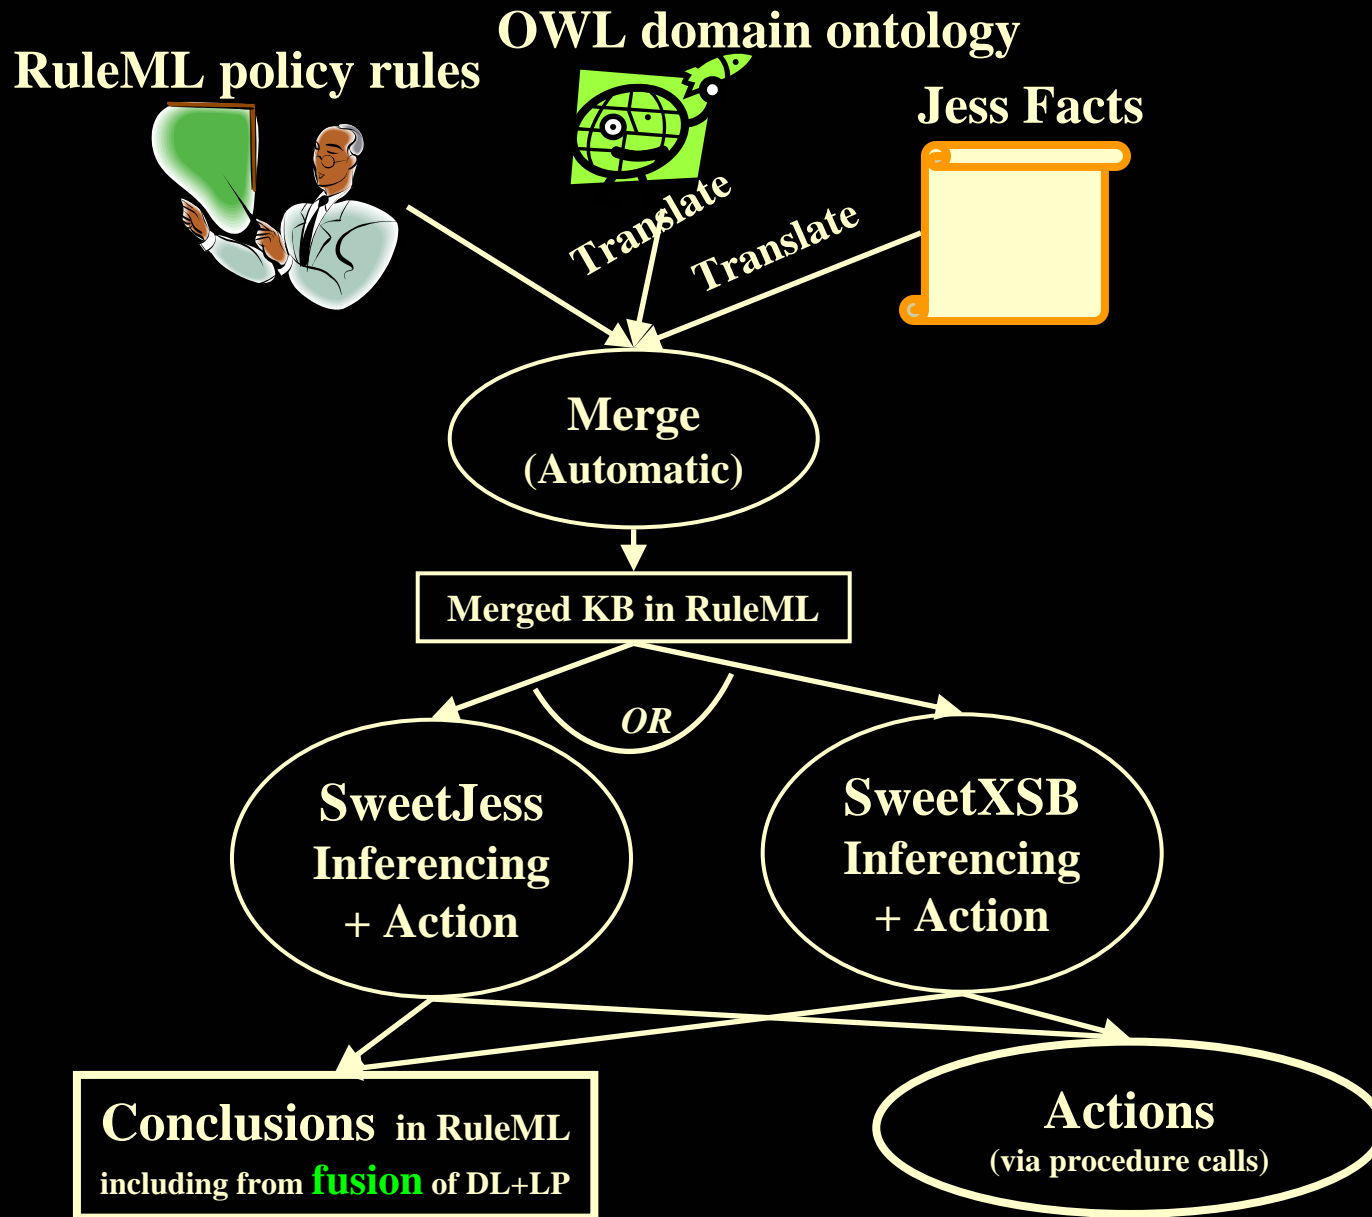 OWL domain ontology
RuleML policy rules
Jess Facts
Translate
Translate
Merge
(Automatic)
Merged KB in RuleML
OR
SweetJess
Inferencing
+ Action
SweetXSB
Inferencing
+ Action
Conclusions in RuleML
including from fusion of DL+LP
Actions
(via procedure calls)